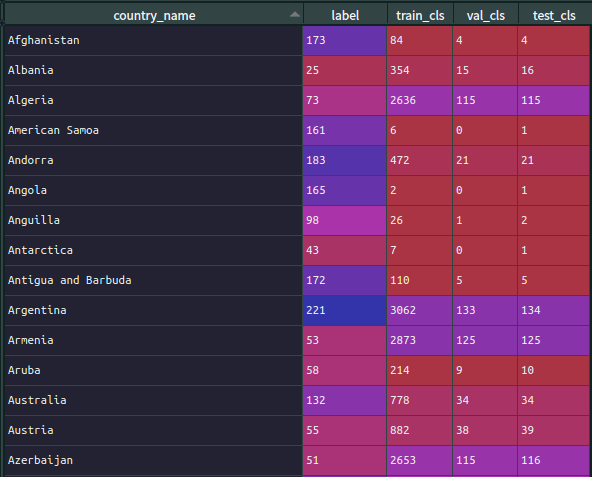 country_name label train_cls val_cls test_cls
Afghanistan 173 84 4 4
Albania 25 354 15 16
Algeria 73 2636 115 115
American Samoa 161 6 0 1
Andorra 183 472 21 21
Angola 165 2 0 1
Anguilla 98 26 1 2
Antarctica 43 7 0 1
Antigua and Barbuda 172 110 5 5
Argentina 221 3062 133 134
Armenia 53 2873 125 125
Aruba 58 214 9 10
Australia 132 778 34 34
Austria 55 882 38 39
Azerbaijan 51 2653 115 116